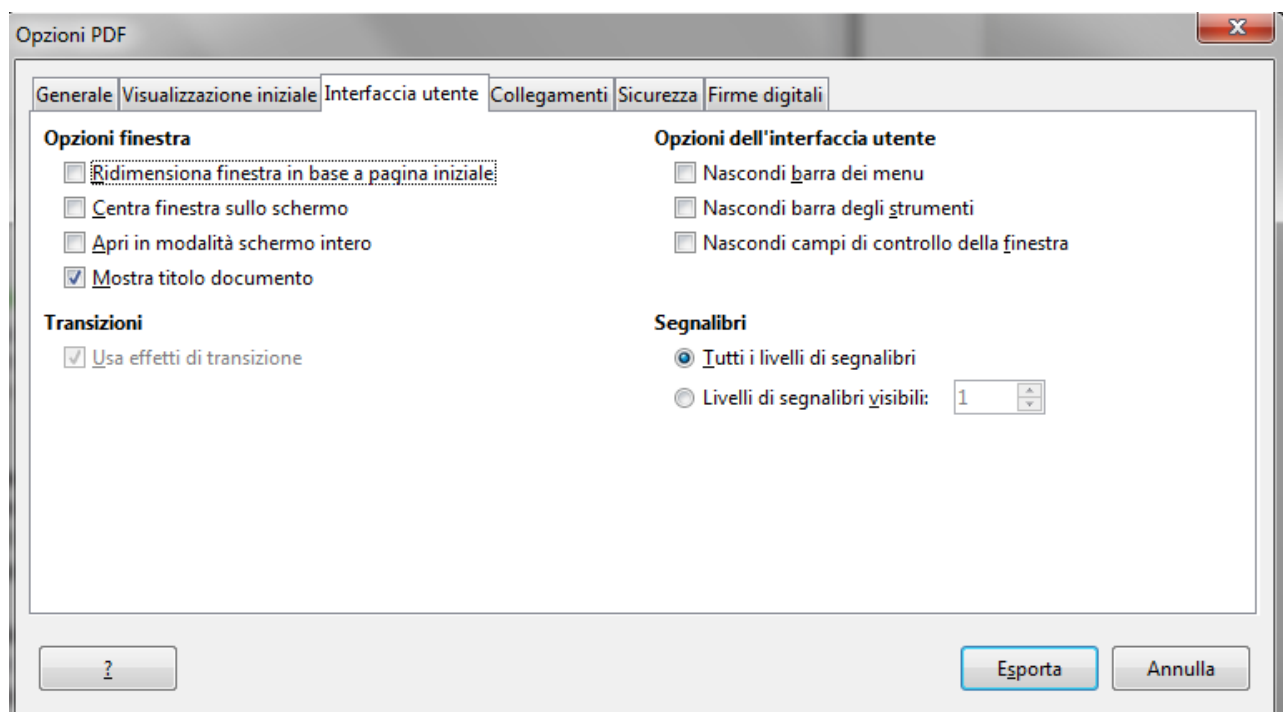 Opzioni PDF
X
Generale Visualizzazione iniziale Interfaccia utente Collegamenti Sicurezza Firme digitali
Opzioni finestra
Ridimensiona finestra in base a pagina iniziale
Centra finestra sullo schermo
Apri in modalità schermo intero
Mostra titolo documento
Transizioni
Usa effetti di transizione
Opzioni dell'interfaccia utente
Nascondi barra dei menu
Nascondi barra degli strumenti
Nascondi campi di controllo della finestra
Segnalibri
Tutti i livelli di segnalibri
Livelli di segnalibri visibili: 1
? Esporta Annulla